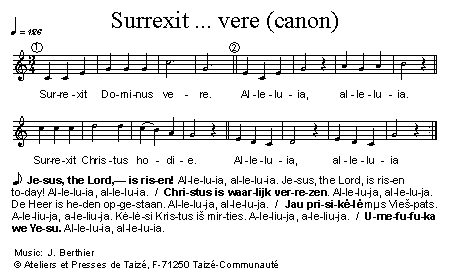 Surrexit ... vere (canon)
♩ = 126
① ②
Sur-re-xit Do-mi-nus ve-re. Al-le-lu-ia, al-le-lu-ia.
Sur-re-xit Chris-tus ho-di-e. Al-le-lu-ia, al-le-lu-ia
Je-sus, the Lord,— is ris-en! Al-le-lu-ia, al-le-lu-ia. Je-sus, the Lord, is ris-en
to-day! Al-le-lu-ia, al-le-lu-ia. / Chris-tus is waar-lijk ver-re-zen. Al-le-lu-ja, al-le-lu-ja.
De Heer is he-den op-ge-staan. Al-le-lu-ja, al-le-lu-ja. / Jau pri-si-ké-lė mµs Vieš-pats.
A-le-liu-ja, a-le-liu-ja. Ké-lė-si Kris-tus iš mir-ties. A-le-liu-ja, a-le-liu-ja. / U-me-fu-fu-ka
we Ye-su. Al-le-lu-ia, al-le-lu-ia.
Music: J. Berthier
© Ateliers et Presses de Taizé, F-71250 Taizé-Communauté